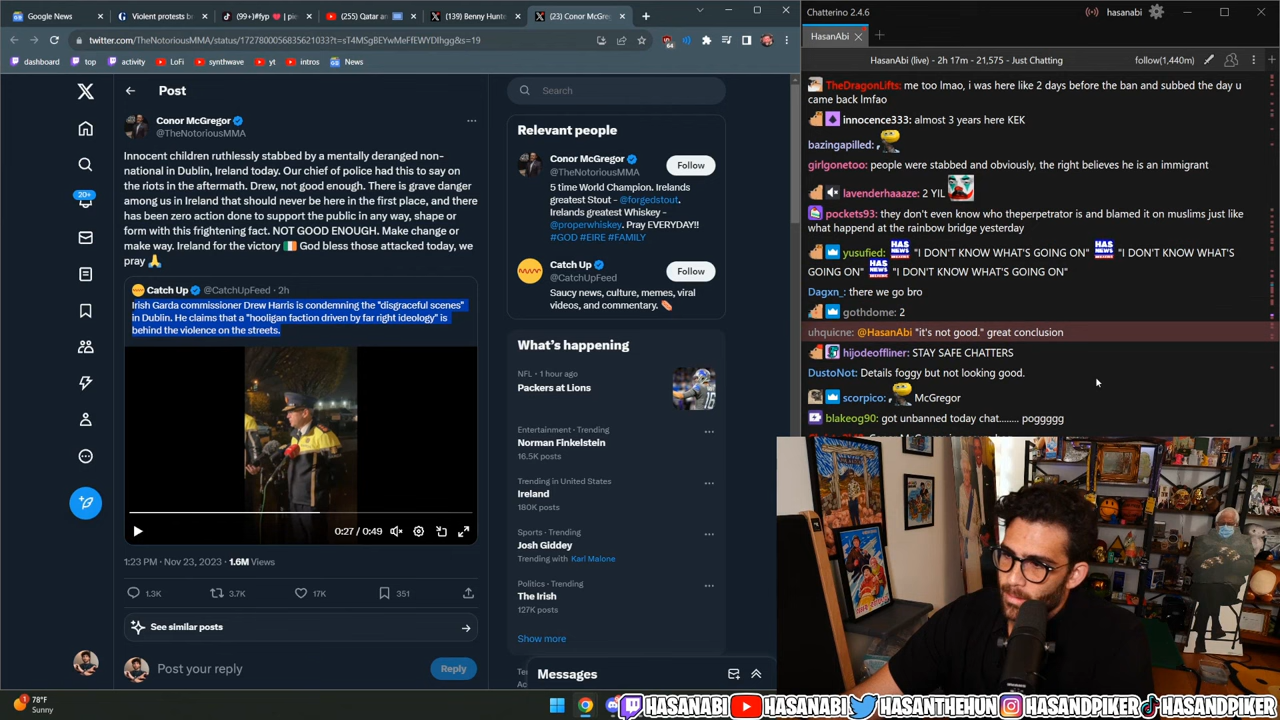 Google News
Violent protests br
(99+)#fyp ❤️ | pie
(255) Qatar an
(139) Benny Hunte
(23) Conor McGreg
twitter.com/TheNotoriousMMA/status/1727800056835621033?t=sT4MSgBEYwMeFfEWYDlhgg&s=19
dashboard
top
activity
LoFi
synthwave
yt
intros
News
Post
Conor McGregor
@TheNotoriousMMA
Innocent children ruthlessly stabbed by a mentally deranged non-
national in Dublin, Ireland today. Our chief of police had this to say on
the riots in the aftermath. Drew, not good enough. There is grave danger
among us in Ireland that should never be here in the first place, and there
has been zero action done to support the public in any way, shape or
form with this frightening fact. NOT GOOD ENOUGH. Make change or
make way. Ireland for the victory 🇮🇪 God bless those attacked today, we
pray 🙏
Catch Up @CatchUpFeed · 2h
Irish Garda commissioner Drew Harris is condemning the "disgraceful scenes"
in Dublin. He claims that a "hooligan faction driven by far right ideology" is
behind the violence on the streets.
0:27 / 0:49
1:23 PM · Nov 23, 2023 · 1.6M Views
1.3K
3.7K
17K
351
See similar posts
Post your reply
Reply
20+
Search
Relevant people
Conor McGregor
@TheNotoriousMMA
Follow
5 time World Champion. Irelands
greatest Stout - @forgedstout.
Irelands greatest Whiskey -
@properwhiskey. Pray EVERYDAY!!
#GOD #EIRE #FAMILY
Catch Up
@CatchUpFeed
Follow
Saucy news, culture, memes, viral
videos, and commentary.
What's happening
NFL · 1 hour ago
Packers at Lions
Entertainment · Trending
Norman Finkelstein
16.5K posts
Trending in United States
Ireland
180K posts
Sports · Trending
Josh Giddey
Trending with Karl Malone
Politics · Trending
The Irish
127K posts
Show more
Messages
Chatterino 2.4.6
hasanabi
HasanAbi
HasanAbi (live) - 2h 17m - 21,575 - Just Chatting
follow(1,440m)
TheDragonLifts: me too lmao, i was here like 2 days before the ban and subbed the day u
came back lmfao
innocence333: almost 3 years here KEK
bazingapilled:
girlgonetoo: people were stabbed and obviously, the right believes he is an immigrant
lavenderhaaaze: 2 YIL
pockets93: they don't even know who theperpetrator is and blamed it on muslims just like
what happend at the rainbow bridge yesterday
yusufied: "I DON'T KNOW WHAT'S GOING ON" "I DON'T KNOW WHAT'S
GOING ON" "I DON'T KNOW WHAT'S GOING ON"
Dagxn_: there we go bro
gothdome: 2
uhquicne: @HasanAbi "it's not good." great conclusion
hijodeoffliner: STAY SAFE CHATTERS
DustoNot: Details foggy but not looking good.
scorpico: McGregor
blakeog90: got unbanned today chat........ poggggg
78°F
Sunny
HASANABI
HASANABI
HASANTHEHUN
HASANDPIKER
HASANDPIKER